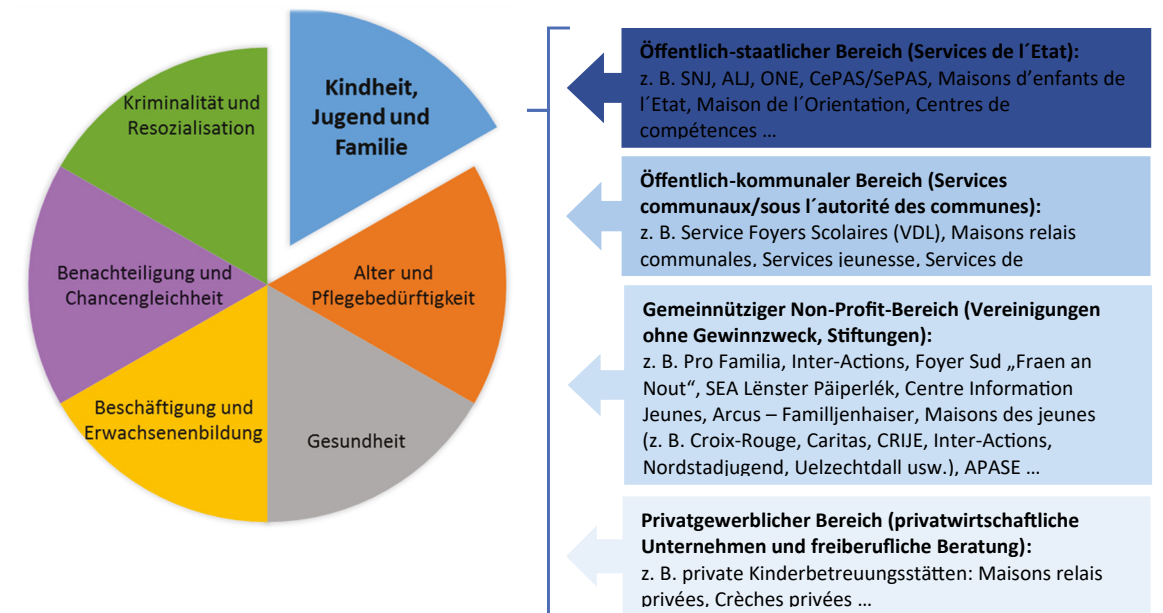 Kindheit,
Jugend und
Familie
Kriminalität und
Resozialisation
Benachteiligung und
Chancengleichheit
Alter und
Pflegebedürftigkeit
Beschäftigung und
Erwachsenenbildung
Gesundheit
Öffentlich-staatlicher Bereich (Services de l´Etat):
z. B. SNJ, ALJ, ONE, CePAS/SePAS, Maisons d’enfants de
l´Etat, Maison de l´Orientation, Centres de
compétences ...
Öffentlich-kommunaler Bereich (Services
communaux/sous l´autorité des communes):
z. B. Service Foyers Scolaires (VDL), Maisons relais
communales, Services jeunesse, Services de
Gemeinnütziger Non-Profit-Bereich (Vereinigungen
ohne Gewinnzweck, Stiftungen):
z. B. Pro Familia, Inter-Actions, Foyer Sud „Fraen an
Nout“, SEA Lënster Päiperlék, Centre Information
Jeunes, Arcus – Familljenhaiser, Maisons des jeunes
(z. B. Croix-Rouge, Caritas, CRIJE, Inter-Actions,
Nordstadjugend, Uelzechtdall usw.), APASE ...
Privatgewerblicher Bereich (privatwirtschaftliche
Unternehmen und freiberufliche Beratung):
z. B. private Kinderbetreuungsstätten: Maisons relais
privées, Crèches privées ...